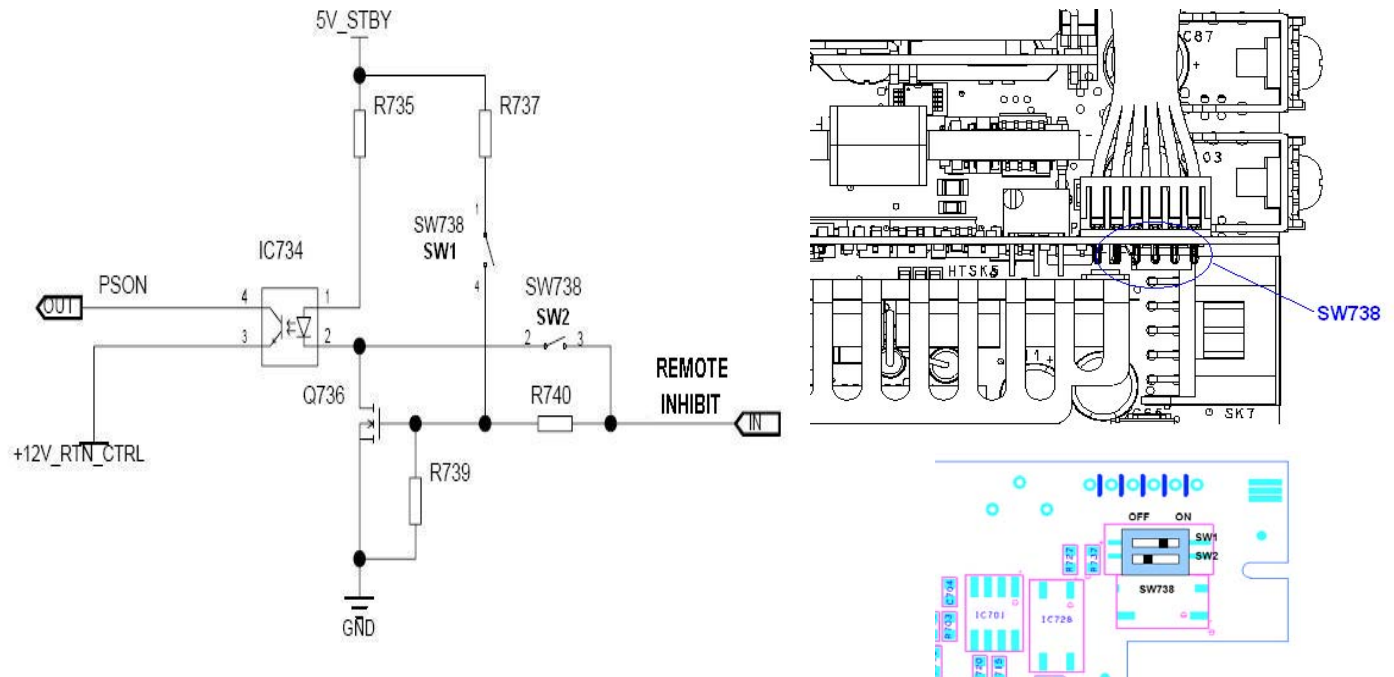 5V_STBY
R735
R737
1
SW738
SW1
4
IC734
SW738
SW2
PSON
OUT
4
1
3
2
2
3
REMOTE
INHIBIT
Q736
R740
IN
+12V_RTN_CTRL
R739
GND
C87
+
03
HTSK5
SW738
1 +
SK7
OFF ON
SW1
SW2
R727
R737
SW738
C704
IC701
IC726
R703